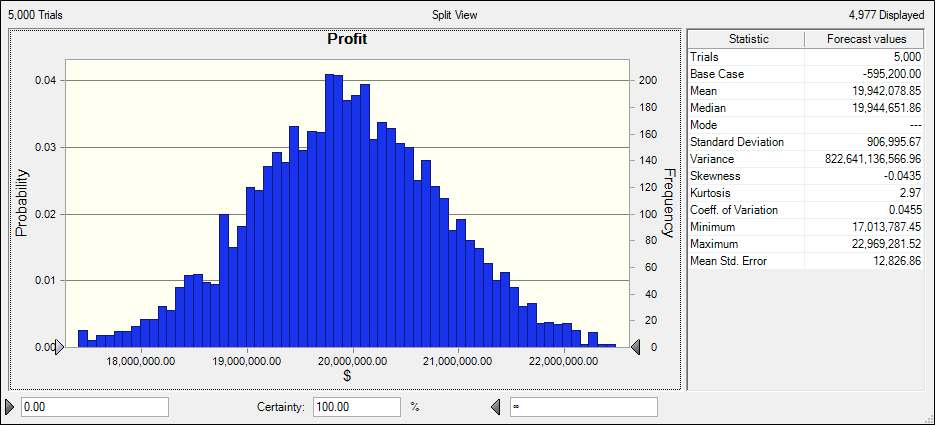 5,000 Trials Split View 4,977 Displayed
Profit
0.04
0.03
0.02
0.01
0.00
Probability
200
180
160
140
120
100
80
60
40
20
0
Frequency
18,000,000.00 19,000,000.00 20,000,000.00 21,000,000.00 22,000,000.00
$
Statistic Forecast values
Trials 5,000
Base Case -595,200.00
Mean 19,942,078.85
Median 19,944,651.86
Mode ---
Standard Deviation 906,995.67
Variance 822,641,136,566.96
Skewness -0.0435
Kurtosis 2.97
Coeff. of Variation 0.0455
Minimum 17,013,787.45
Maximum 22,969,281.52
Mean Std. Error 12,826.86
0.00 Certainty: 100.00 % ∞